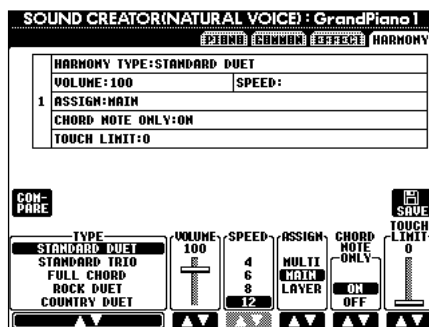 SOUND CREATOR(NATURAL VOICE) : GrandPiano1
PIANO COMMON EFFECT HARMONY
HARMONY TYPE:STANDARD DUET
VOLUME:100 SPEED:
1 ASSIGN:MAIN
CHORD NOTE ONLY:ON
TOUCH LIMIT:0
COM-
PARE
SAVE
TYPE VOLUME SPEED ASSIGN CHORD NOTE ONLY TOUCH LIMIT
STANDARD DUET 100 0
STANDARD TRIO 4 MULTI
FULL CHORD 6 MAIN ON
ROCK DUET 8 LAYER OFF
COUNTRY DUET 12